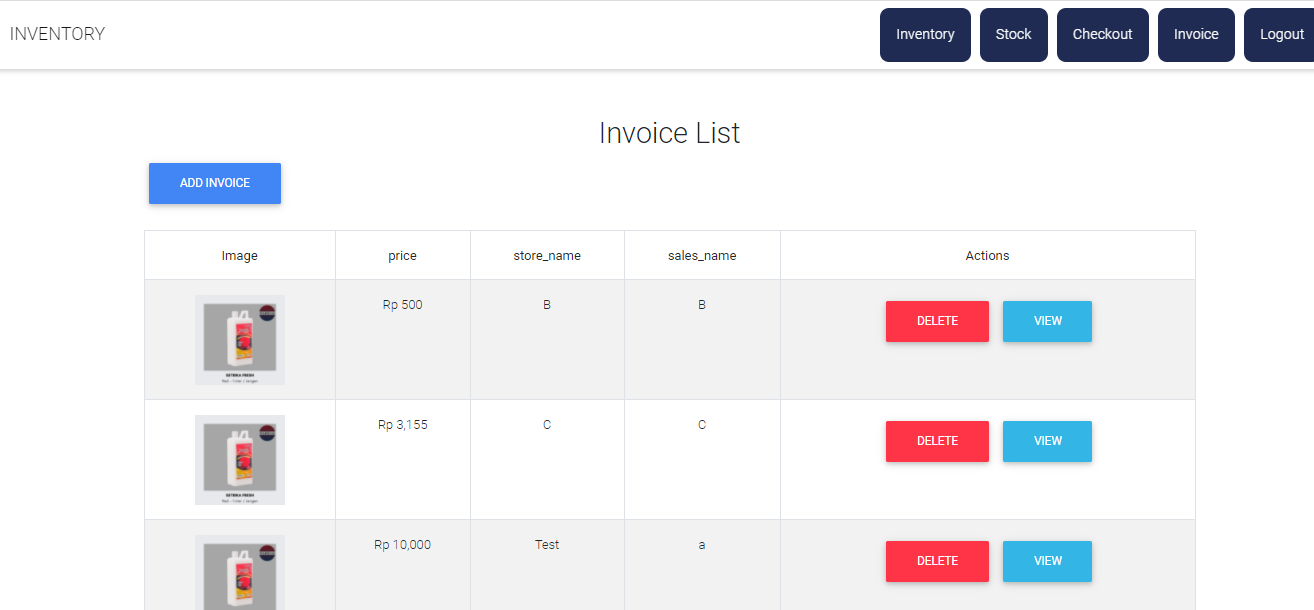 INVENTORY
Inventory
Stock
Checkout
Invoice
Logout
Invoice List
ADD INVOICE
Image price store_name sales_name Actions
Rp 500 B B DELETE VIEW
SETRIKA FRESH
Rp 3,155 C C DELETE VIEW
SETRIKA FRESH
Rp 10,000 Test a DELETE VIEW